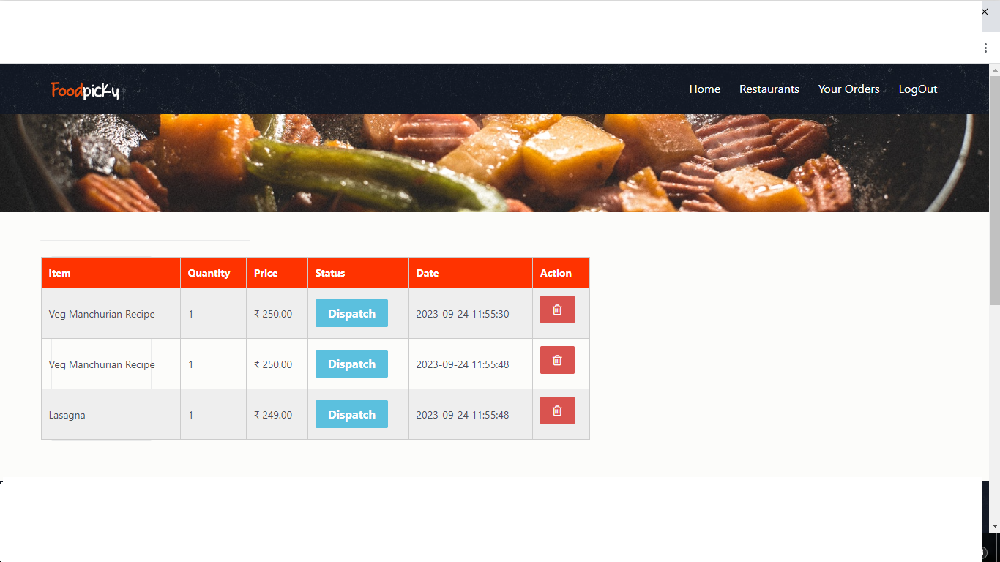 Foodpicky
Home Restaurants Your Orders LogOut
Item Quantity Price Status Date Action
Veg Manchurian Recipe 1 ₹ 250.00 Dispatch 2023-09-24 11:55:30
Veg Manchurian Recipe 1 ₹ 250.00 Dispatch 2023-09-24 11:55:48
Lasagna 1 ₹ 249.00 Dispatch 2023-09-24 11:55:48